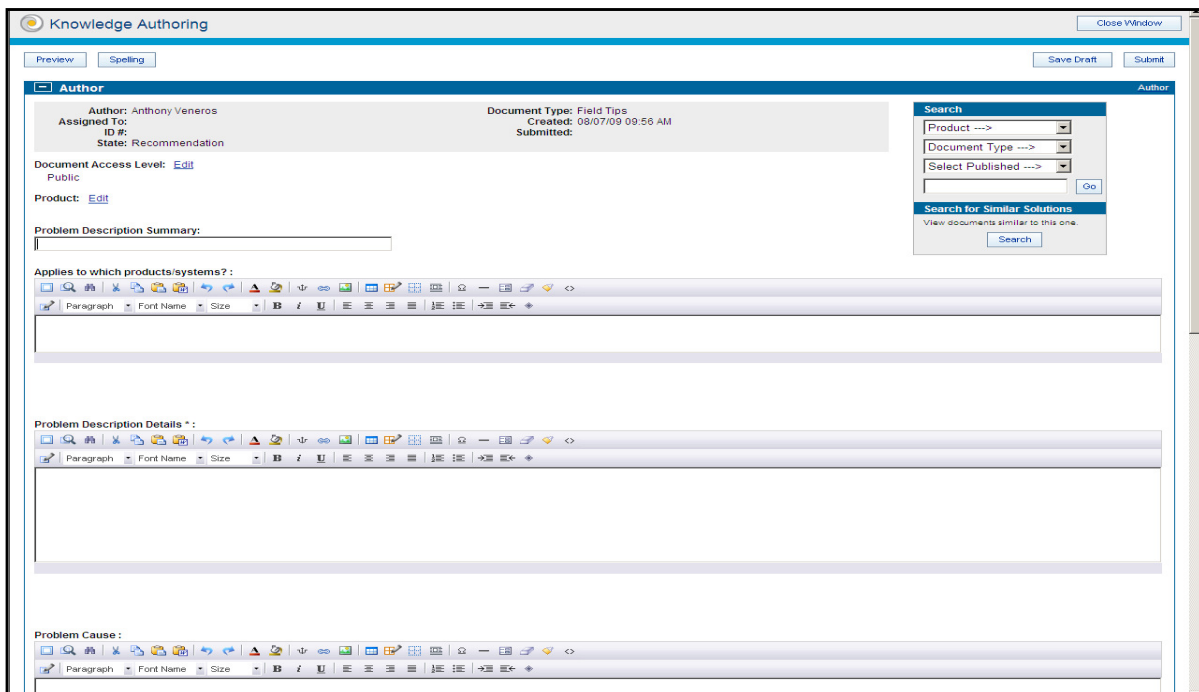 Knowledge Authoring
Close Window
Preview Spelling Save Draft Submit
Author Author
Author: Anthony Veneros Document Type: Field Tips
Assigned To: Created: 08/07/09 09:56 AM
ID #: Submitted:
State: Recommendation
Search
Product --->
Document Type --->
Select Published --->
Go
Search for Similar Solutions
View documents similar to this one.
Search
Document Access Level: Edit
Public
Product: Edit
Problem Description Summary:
Applies to which products/systems? :
Paragraph Font Name Size B i U
Problem Description Details * :
Paragraph Font Name Size B i U
Problem Cause :
Paragraph Font Name Size B i U